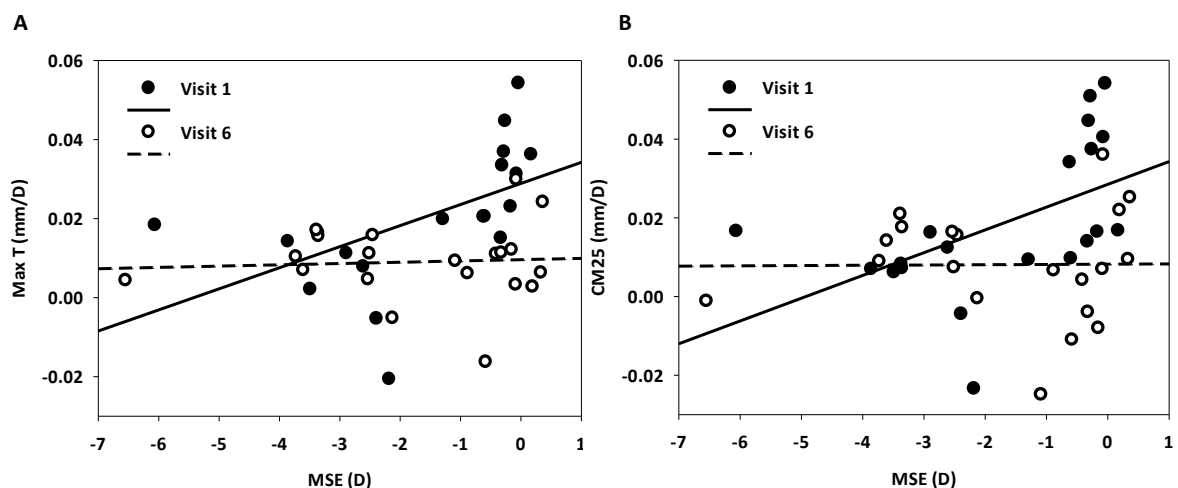 A
Max T (mm/D)
0.06
0.04
0.02
0.00
-0.02
Visit 1
Visit 6
-7 -6 -5 -4 -3 -2 -1 0 1
MSE (D)
B
CM25 (mm/D)
0.06
0.04
0.02
0.00
-0.02
Visit 1
Visit 6
-7 -6 -5 -4 -3 -2 -1 0 1
MSE (D)